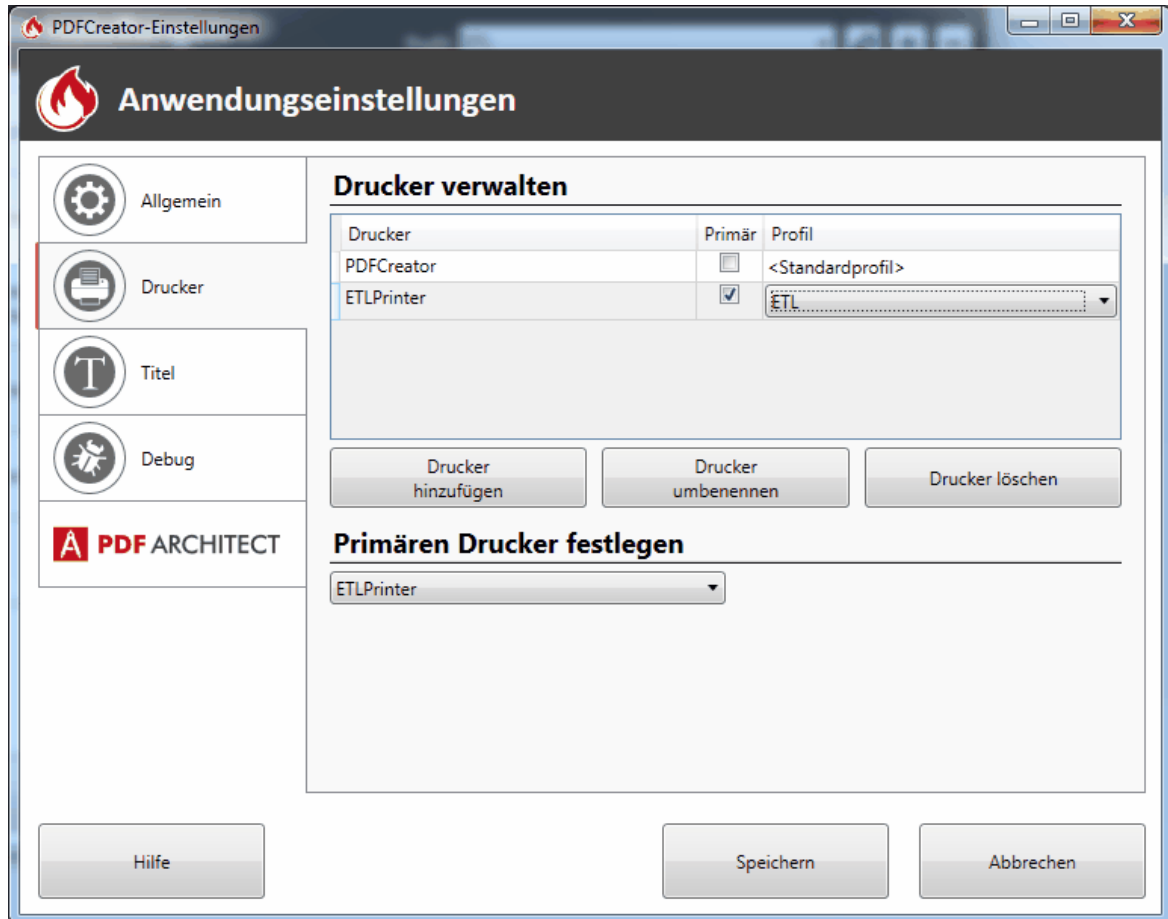 PDFCreator-Einstellungen
Anwendungseinstellungen
Allgemein
Drucker
Titel
Debug
PDF ARCHITECT
Drucker verwalten
Drucker Primär Profil
PDFCreator <Standardprofil>
ETLPrinter ETL
Drucker
hinzufügen
Drucker
umbenennen
Drucker löschen
Primären Drucker festlegen
ETLPrinter
Hilfe
Speichern
Abbrechen